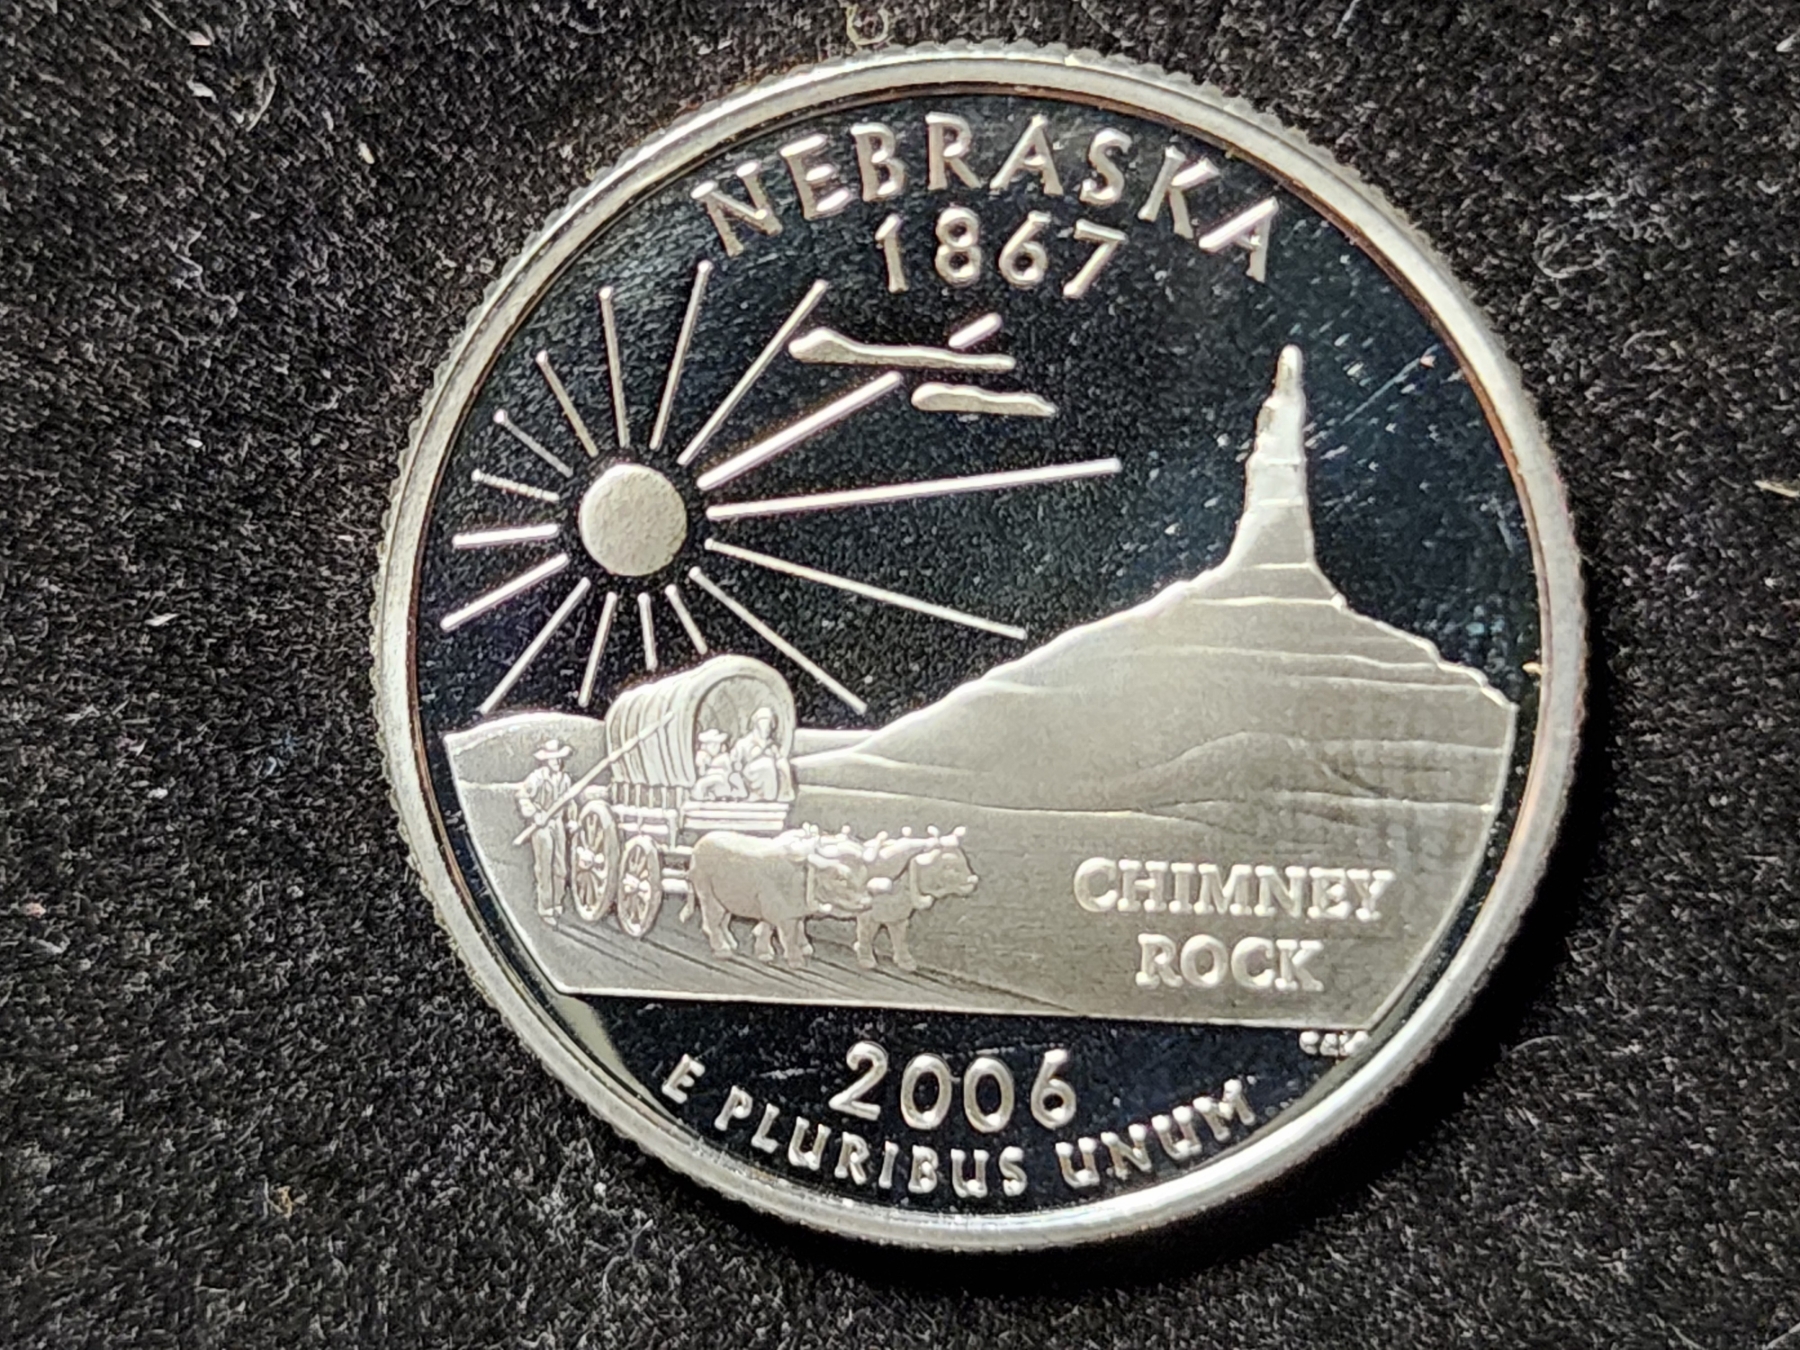 NEBRASKA
1867
CHIMNEY
ROCK
2006
E PLURIBUS UNUM